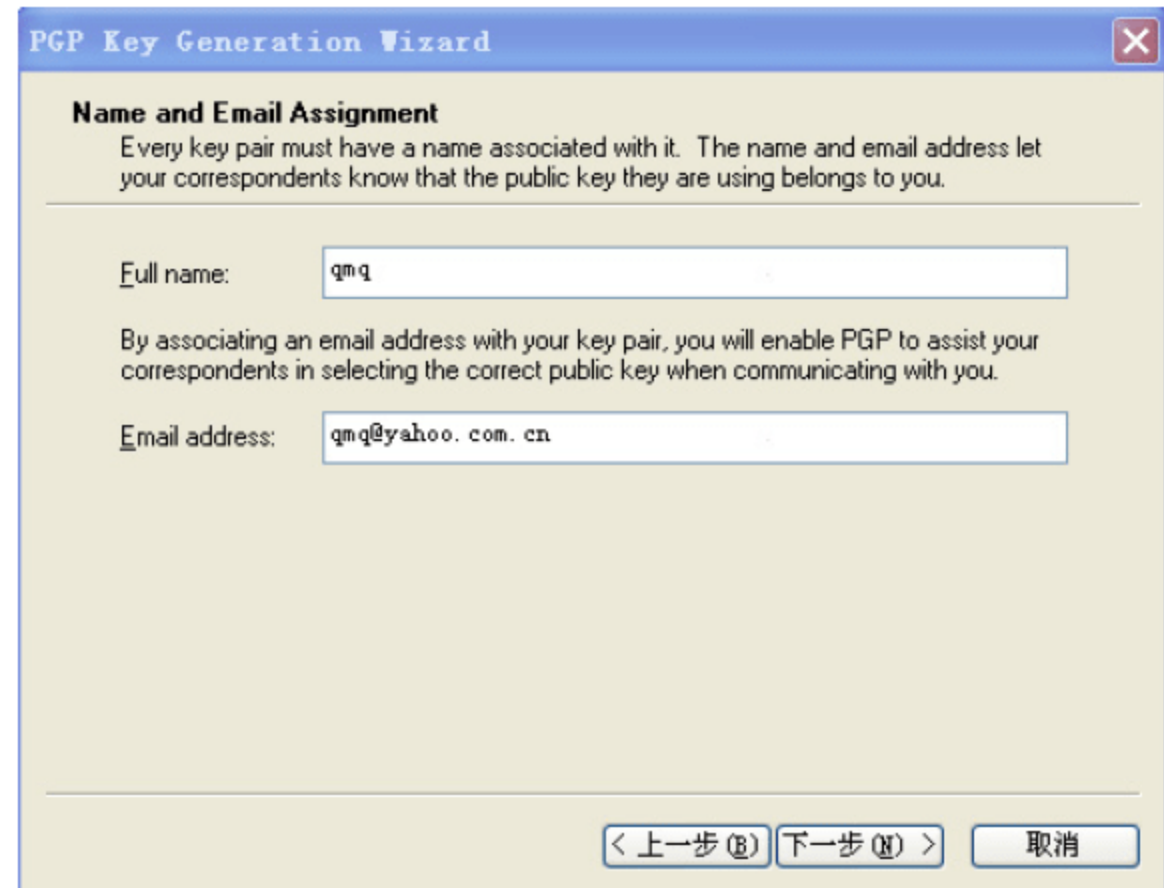 PGP Key Generation Wizard
Name and Email Assignment
Every key pair must have a name associated with it. The name and email address let
your correspondents know that the public key they are using belongs to you.
Full name: qmq
By associating an email address with your key pair, you will enable PGP to assist your
correspondents in selecting the correct public key when communicating with you.
Email address: qmq@yahoo.com.cn
< 上一步(B) 下一步(N) > 取消